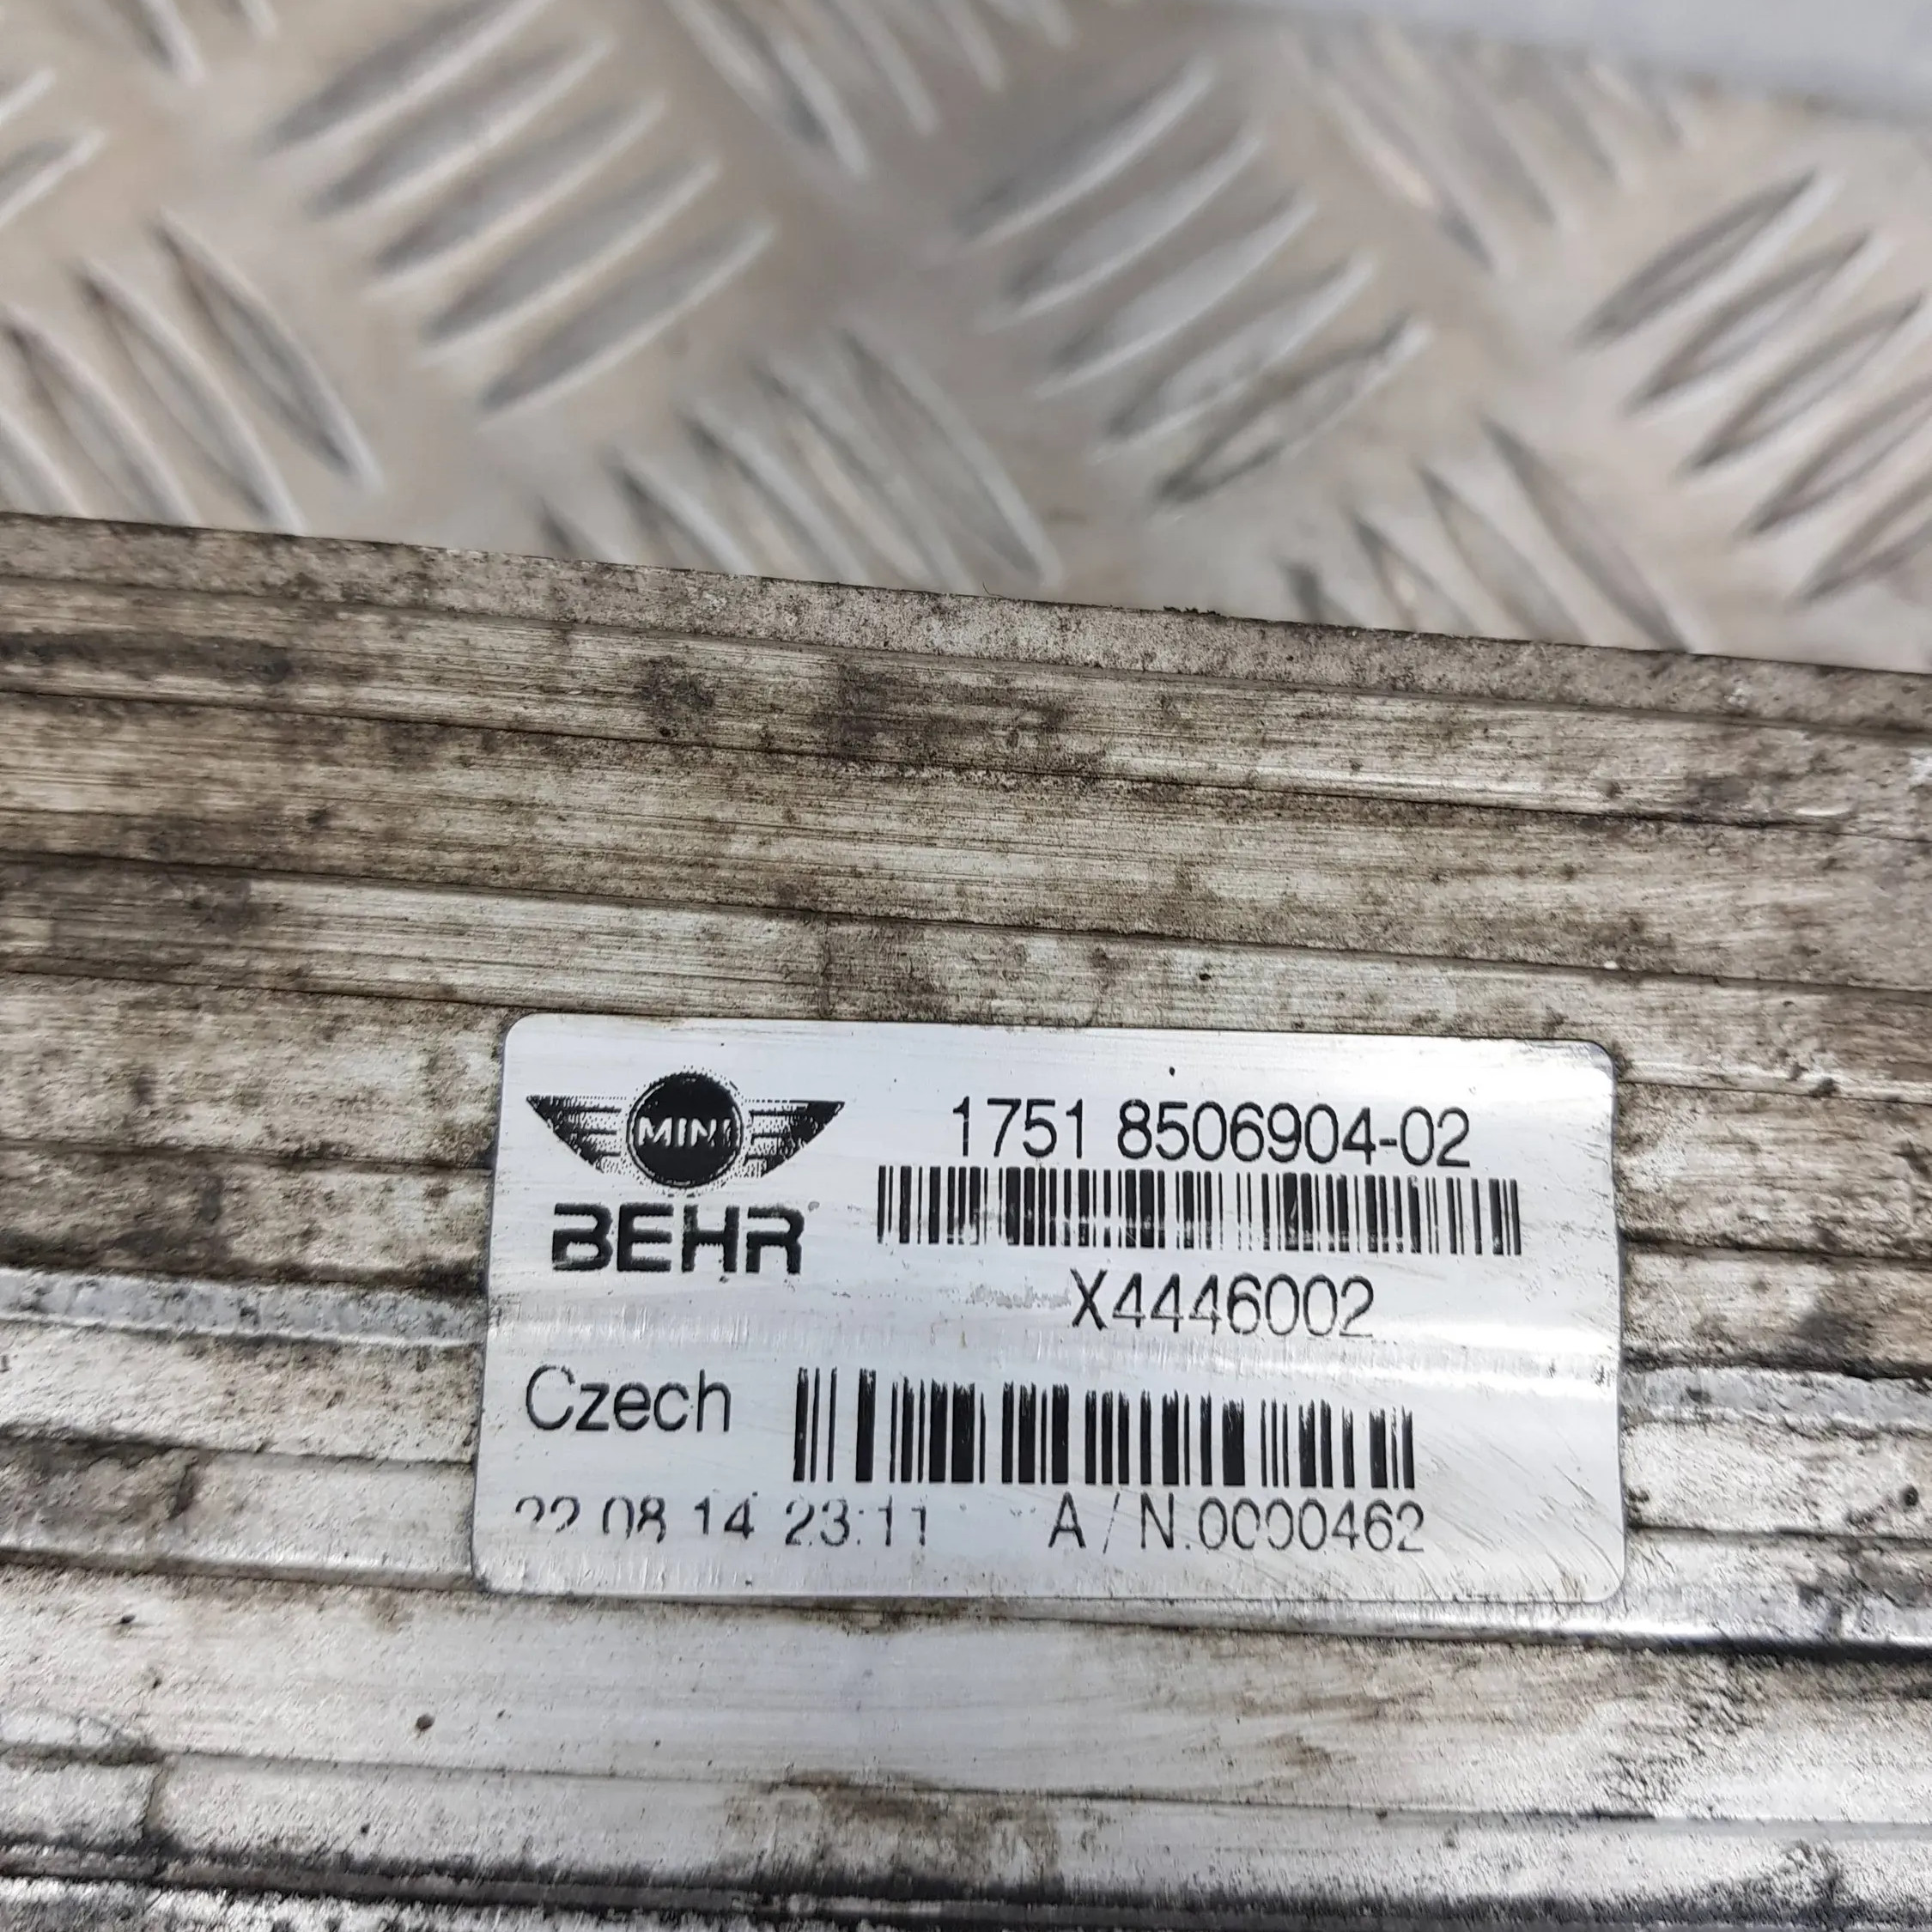 MINI
1751 8506904-02
BEHR
X4446002
Czech
22.08.14 23:11 A/N.0000462